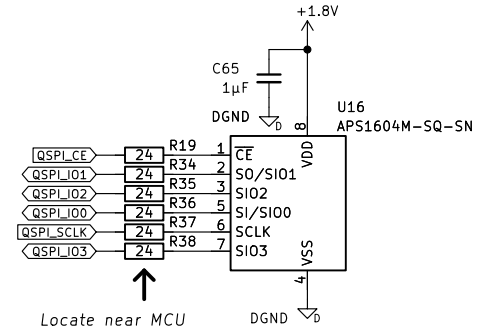 +1.8V
C65
1µF
DGND
D
U16
APS1604M-SQ-SN
8
VDD
QSPI_CE 24 R19 1 CE
QSPI_IO1 24 R34 2 SO/SIO1
QSPI_IO2 24 R35 3 SIO2
QSPI_IO0 24 R36 5 SI/SIO0
QSPI_SCLK 24 R37 6 SCLK
QSPI_IO3 24 R38 7 SIO3
VSS
4
DGND
D
Locate near MCU